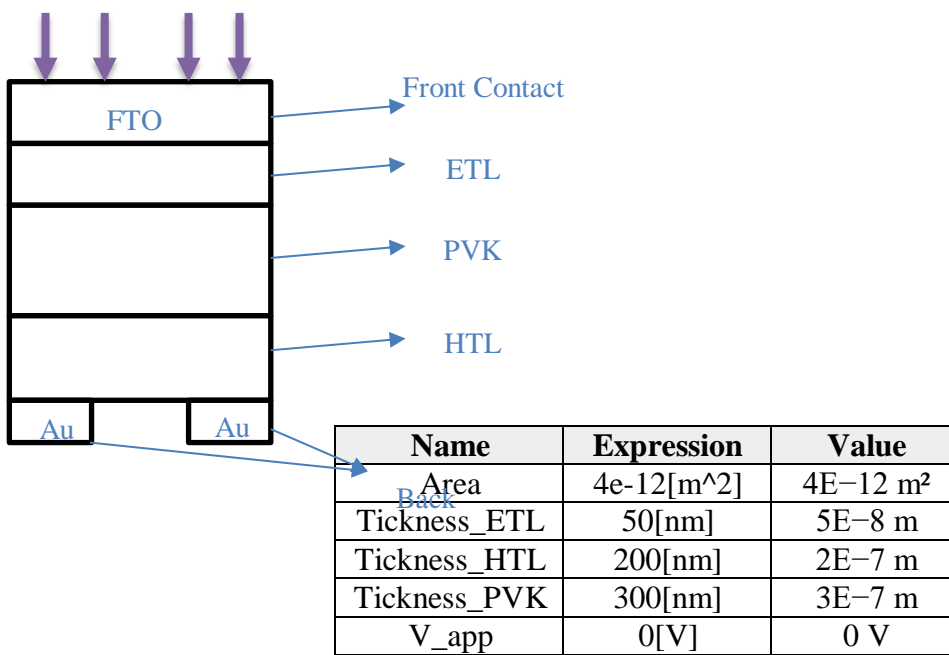 Front Contact
FTO
ETL
PVK
HTL
Au Au
Back
Name Expression Value
Area 4e-12[m^2] 4E−12 m²
Tickness_ETL 50[nm] 5E−8 m
Tickness_HTL 200[nm] 2E−7 m
Tickness_PVK 300[nm] 3E−7 m
V_app 0[V] 0 V